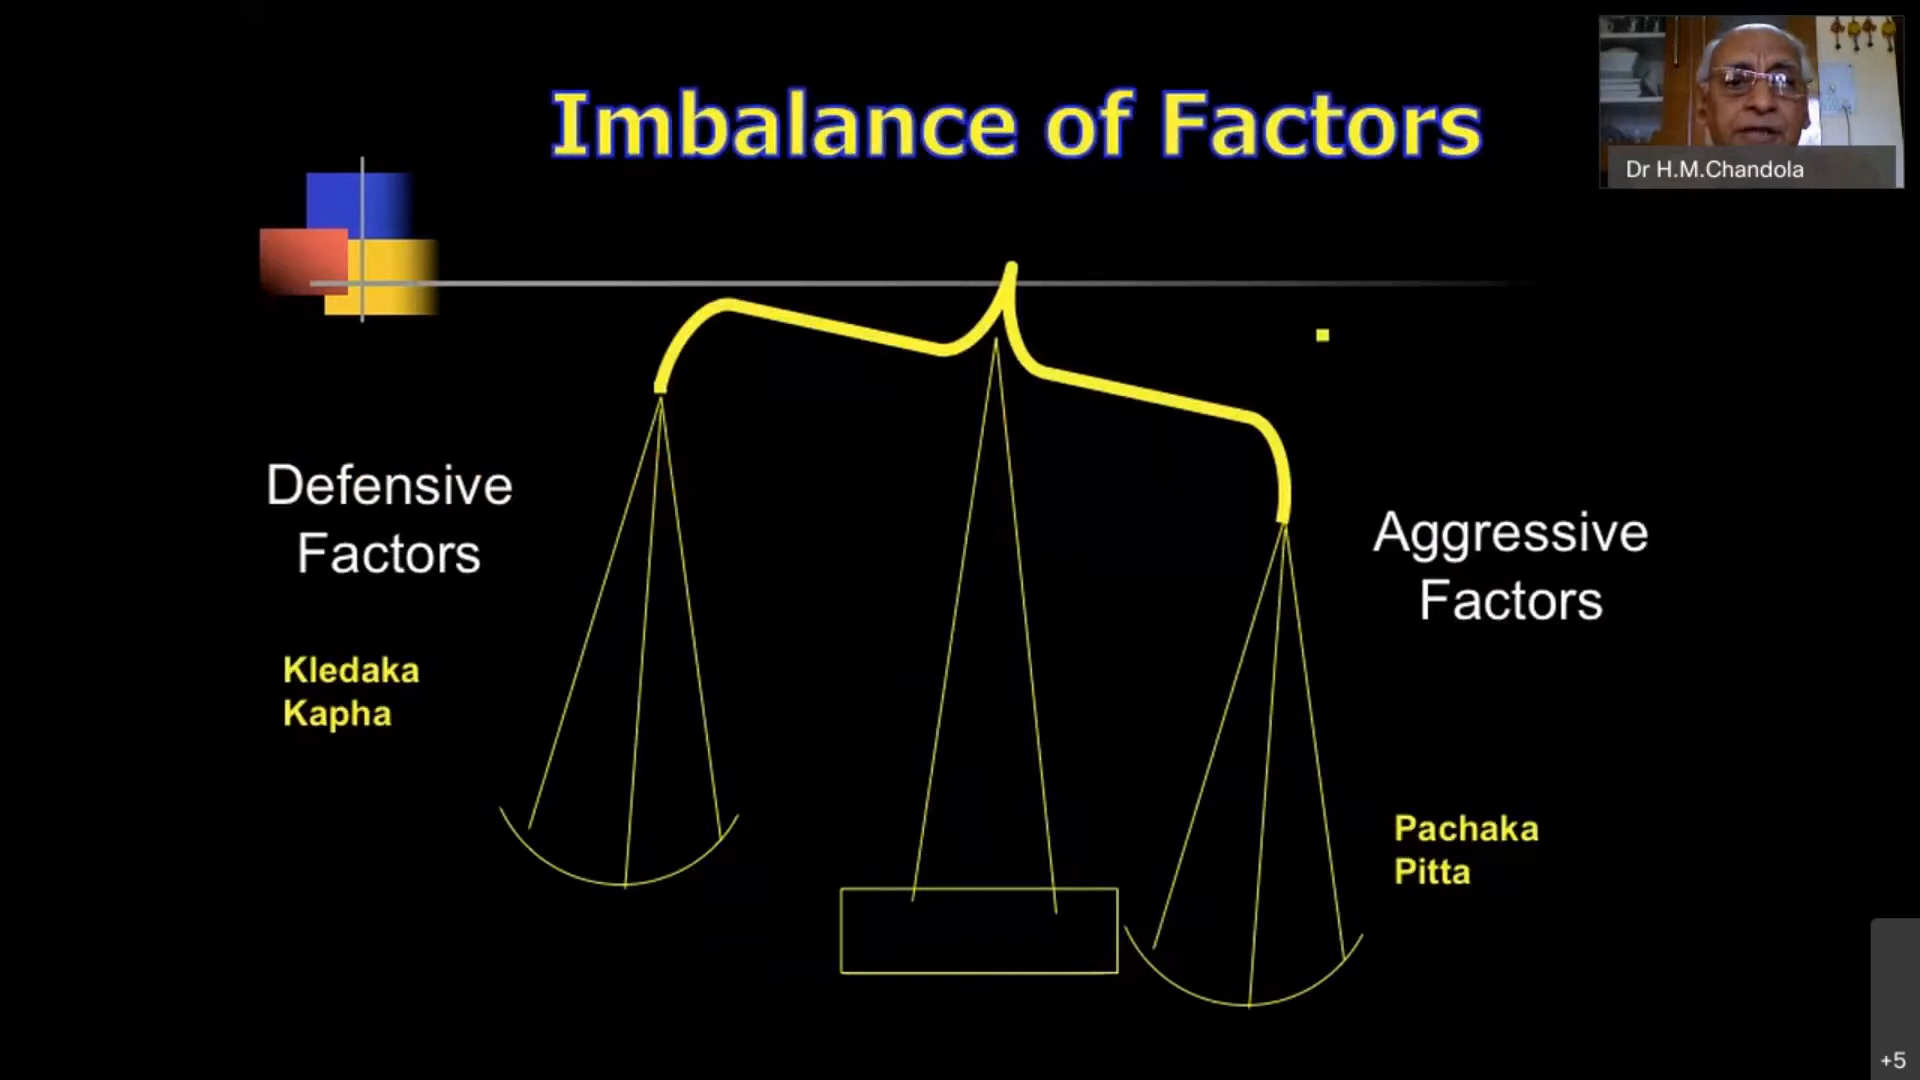 Imbalance of Factors
Dr H.M.Chandola
Defensive
Factors
Aggressive
Factors
Kledaka
Kapha
Pachaka
Pitta
+5